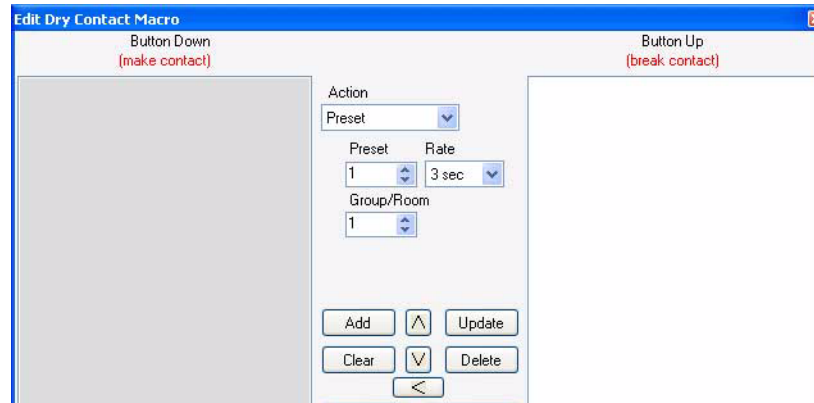 Edit Dry Contact Macro
Button Down
(make contact)
Button Up
(break contact)
Action
Preset
Preset Rate
1 3 sec
Group/Room
1
Add Update
Clear Delete